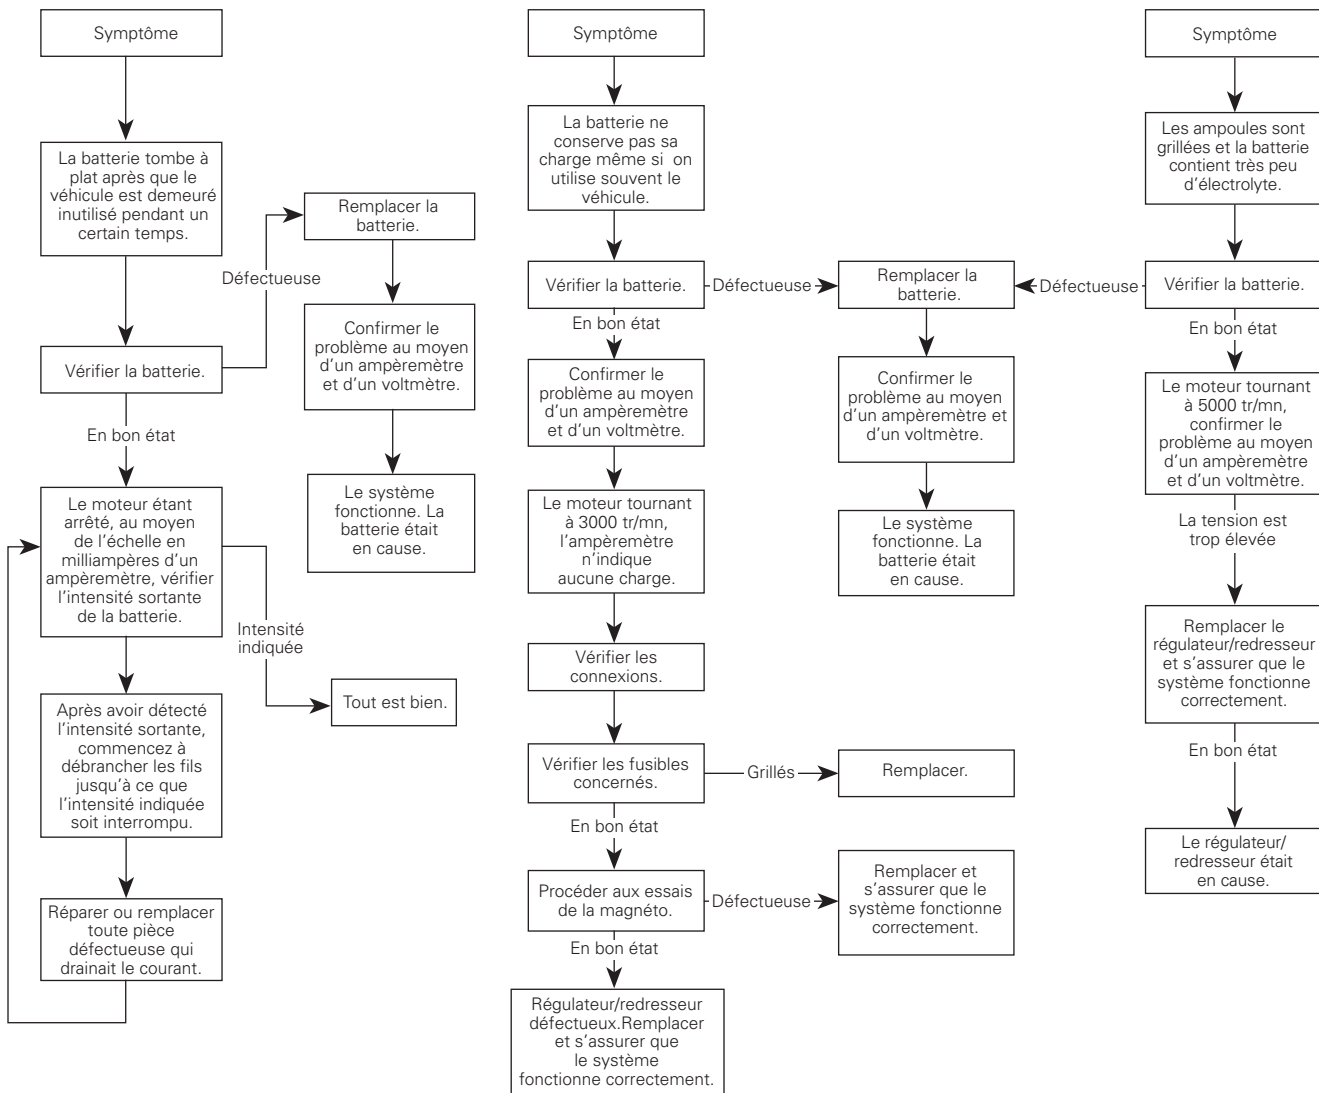 Symptôme
La batterie tombe à
plat après que le
véhicule est demeuré
inutilisé pendant un
certain temps.
Remplacer la
batterie.
Défectueuse
Vérifier la batterie.
Confirmer le
problème au moyen
d'un ampèremètre
et d'un voltmètre.
En bon état
Le système
fonctionne. La
batterie était
en cause.
Le moteur étant
arrêté, au moyen
de l'échelle en
milliampères d'un
ampèremètre, vérifier
l'intensité sortante
de la batterie.
Intensité
indiquée
Tout est bien.
Après avoir détecté
l'intensité sortante,
commencez à
débrancher les fils
jusqu'à ce que
l'intensité indiquée
soit interrompu.
Réparer ou remplacer
toute pièce
défectueuse qui
drainait le courant.
Symptôme
La batterie ne
conserve pas sa
charge même si on
utilise souvent le
véhicule.
Vérifier la batterie.
Défectueuse
Remplacer la
batterie.
En bon état
Confirmer le
problème au moyen
d'un ampèremètre
et d'un voltmètre.
Confirmer le
problème au moyen
d'un ampèremètre et
d'un voltmètre.
Le moteur tournant
à 3000 tr/mn,
l'ampèremètre
n'indique
aucune charge.
Le système
fonctionne. La
batterie était
en cause.
Vérifier les
connexions.
Vérifier les fusibles
concernés.
Grillés
Remplacer.
En bon état
Procéder aux essais
de la magnéto.
Défectueuse
Remplacer et
s'assurer que le
système fonctionne
correctement.
En bon état
Régulateur/redresseur
défectueux.Remplacer
et s'assurer que
le système
fonctionne correctement.
Symptôme
Les ampoules sont
grillées et la batterie
contient très peu
d'électrolyte.
Défectueuse
Vérifier la batterie.
En bon état
Le moteur tournant
à 5000 tr/mn,
confirmer le
problème au moyen
d'un ampèremètre
et d'un voltmètre.
La tension est
trop élevée
Remplacer le
régulateur/redresseur
et s'assurer que le
système fonctionne
correctement.
En bon état
Le régulateur/
redresseur était
en cause.